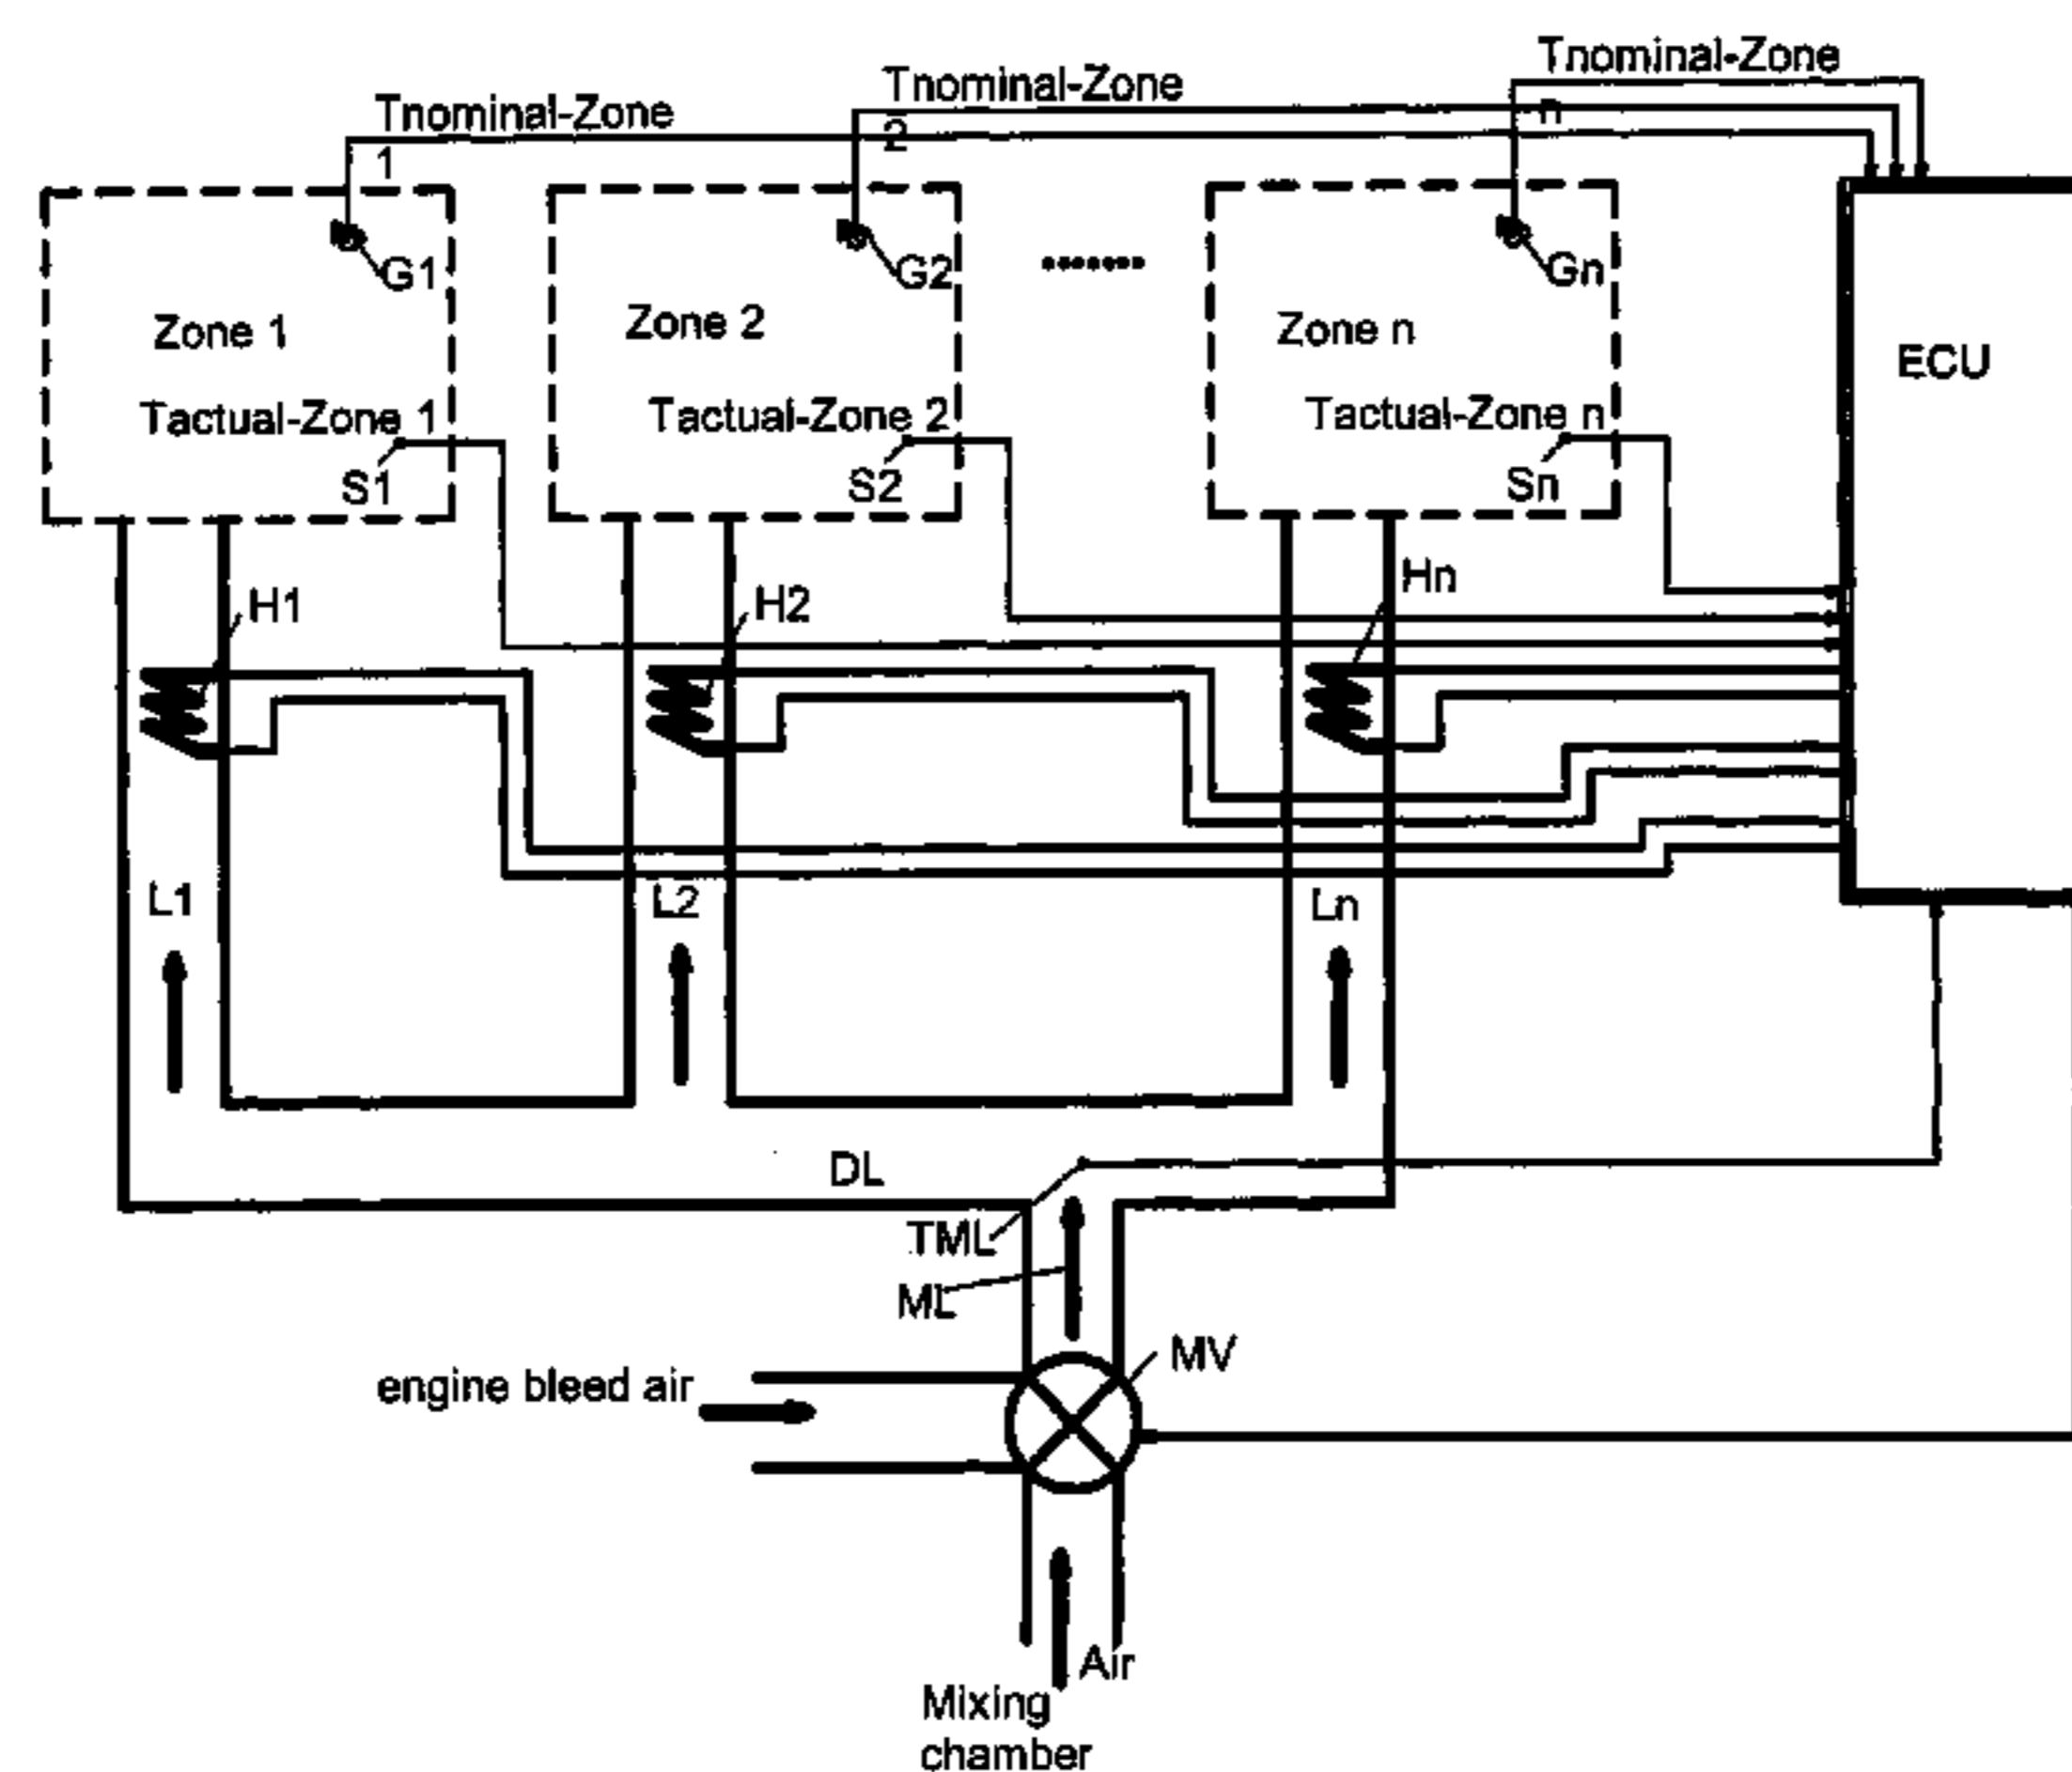 Tnominal-Zone
n
Tnominal-Zone
2
Tnominal-Zone
1
G1
Zone 1
Tactual-Zone 1
S1
G2
Zone 2
Tactual-Zone 2
S2
.......
Gn
Zone n
Tactual-Zone n
Sn
ECU
H1
H2
Hn
L1
L2
Ln
DL
TML
ML
MV
engine bleed air
Air
Mixing
chamber